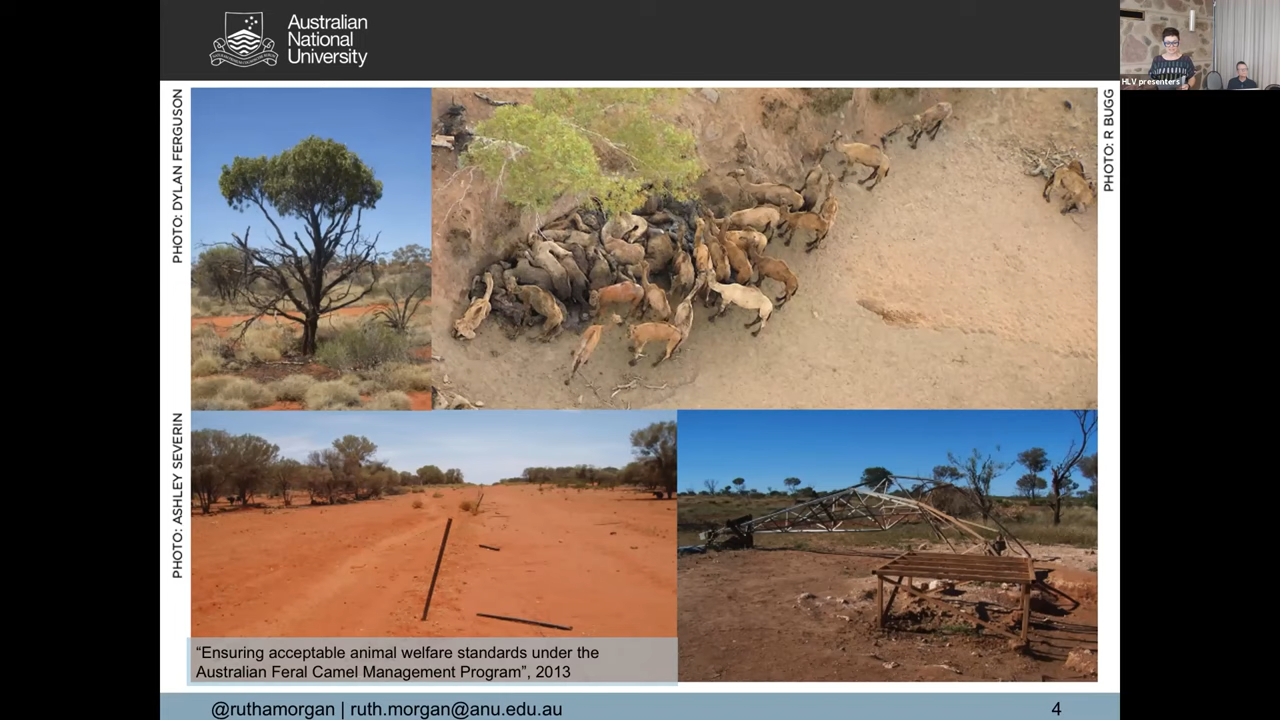 Australian
National
University
HLV presenters
PHOTO: DYLAN FERGUSON
PHOTO: R BUGG
PHOTO: ASHLEY SEVERIN
“Ensuring acceptable animal welfare standards under the
Australian Feral Camel Management Program”, 2013
@ruthamorgan | ruth.morgan@anu.edu.au
4